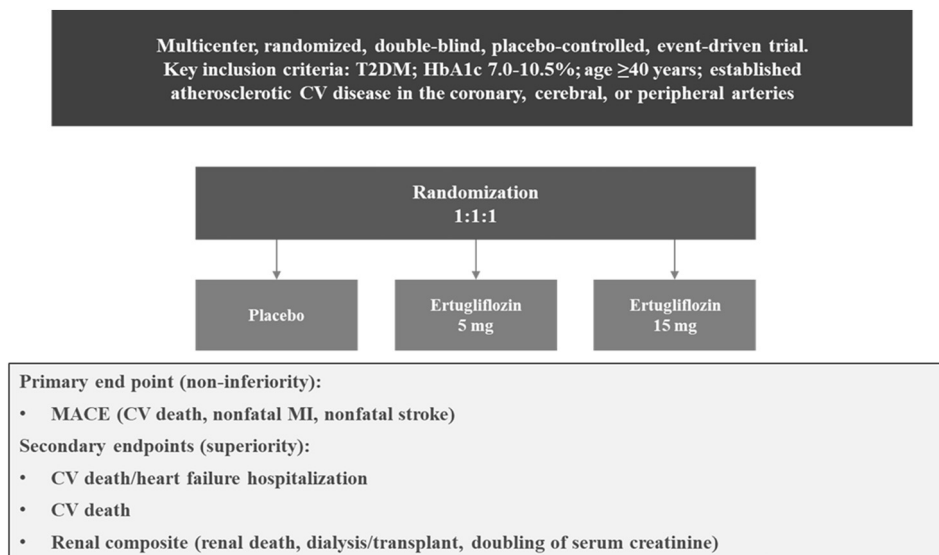 Multicenter, randomized, double-blind, placebo-controlled, event-driven trial.
Key inclusion criteria: T2DM; HbA1c 7.0-10.5%; age ≥40 years; established
atherosclerotic CV disease in the coronary, cerebral, or peripheral arteries
Randomization
1:1:1
Placebo
Ertugliflozin
5 mg
Ertugliflozin
15 mg
Primary end point (non-inferiority):
• MACE (CV death, nonfatal MI, nonfatal stroke)
Secondary endpoints (superiority):
• CV death/heart failure hospitalization
• CV death
• Renal composite (renal death, dialysis/transplant, doubling of serum creatinine)